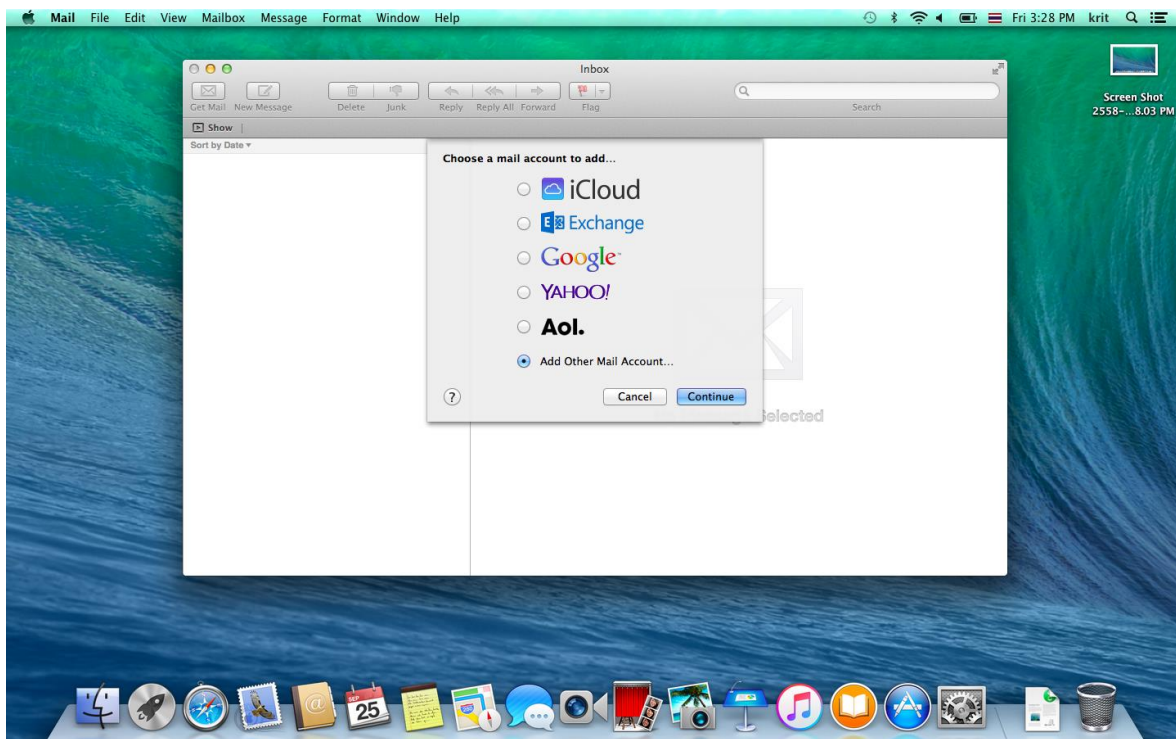 Mail File Edit View Mailbox Message Format Window Help Fri 3:28 PM krit
Inbox
Get Mail New Message Delete Junk Reply Reply All Forward Flag Search
Show
Sort by Date
Choose a mail account to add...
iCloud
E Exchange
Google™
YAHOO!
Aol.
Add Other Mail Account...
? Cancel Continue
Selected
Screen Shot
2558-...8.03 PM
SEP
25